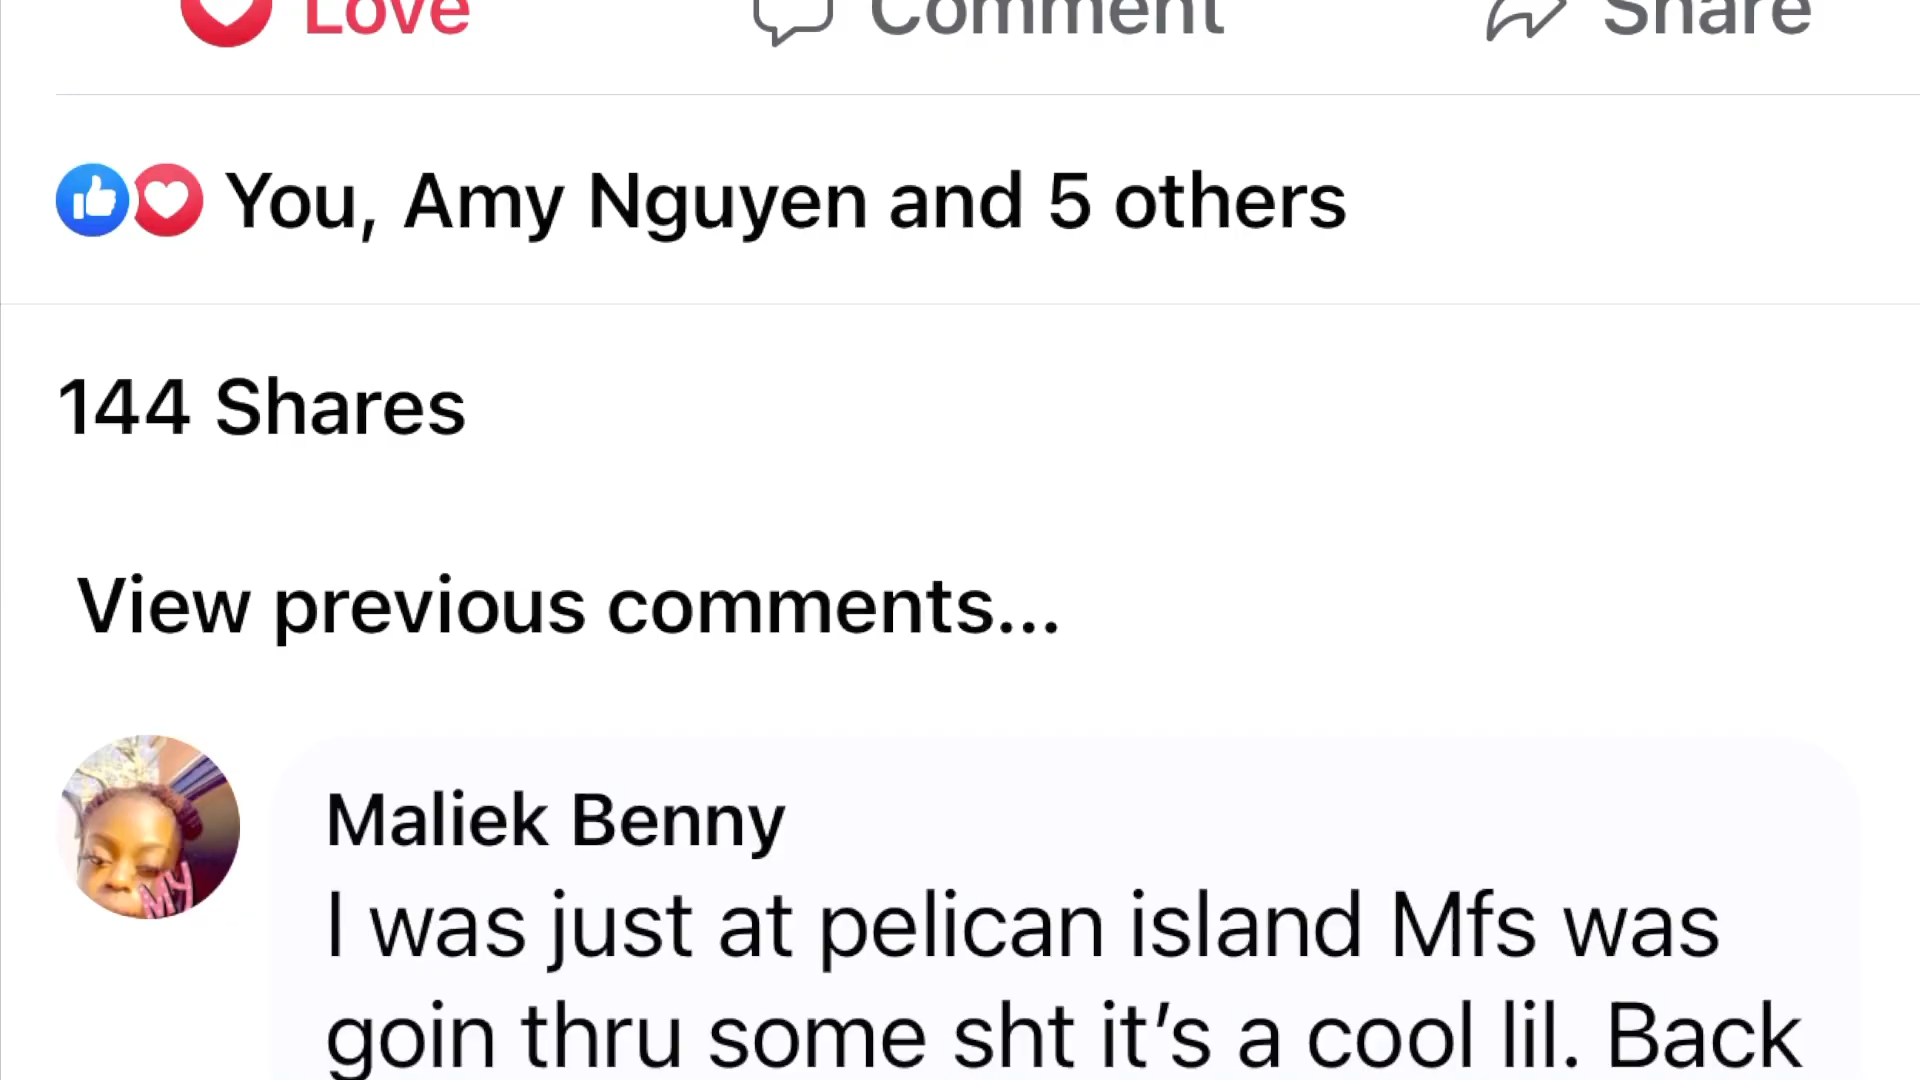 Love Comment Share
You, Amy Nguyen and 5 others
144 Shares
View previous comments...
Maliek Benny
I was just at pelican island Mfs was
goin thru some sht it’s a cool lil. Back